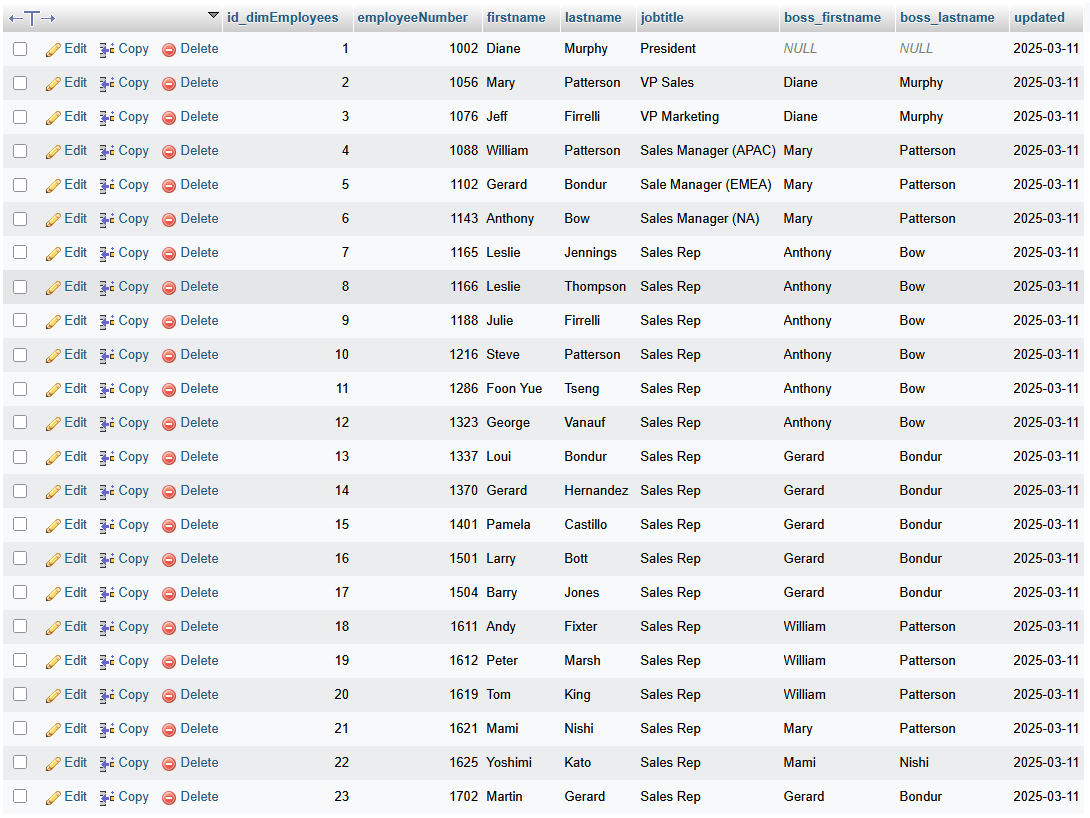 ←T→ id_dimEmployees employeeNumber firstname lastname jobtitle boss_firstname boss_lastname updated
Edit Copy Delete 1 1002 Diane Murphy President NULL NULL 2025-03-11
Edit Copy Delete 2 1056 Mary Patterson VP Sales Diane Murphy 2025-03-11
Edit Copy Delete 3 1076 Jeff Firrelli VP Marketing Diane Murphy 2025-03-11
Edit Copy Delete 4 1088 William Patterson Sales Manager (APAC) Mary Patterson 2025-03-11
Edit Copy Delete 5 1102 Gerard Bondur Sale Manager (EMEA) Mary Patterson 2025-03-11
Edit Copy Delete 6 1143 Anthony Bow Sales Manager (NA) Mary Patterson 2025-03-11
Edit Copy Delete 7 1165 Leslie Jennings Sales Rep Anthony Bow 2025-03-11
Edit Copy Delete 8 1166 Leslie Thompson Sales Rep Anthony Bow 2025-03-11
Edit Copy Delete 9 1188 Julie Firrelli Sales Rep Anthony Bow 2025-03-11
Edit Copy Delete 10 1216 Steve Patterson Sales Rep Anthony Bow 2025-03-11
Edit Copy Delete 11 1286 Foon Yue Tseng Sales Rep Anthony Bow 2025-03-11
Edit Copy Delete 12 1323 George Vanauf Sales Rep Anthony Bow 2025-03-11
Edit Copy Delete 13 1337 Loui Bondur Sales Rep Gerard Bondur 2025-03-11
Edit Copy Delete 14 1370 Gerard Hernandez Sales Rep Gerard Bondur 2025-03-11
Edit Copy Delete 15 1401 Pamela Castillo Sales Rep Gerard Bondur 2025-03-11
Edit Copy Delete 16 1501 Larry Bott Sales Rep Gerard Bondur 2025-03-11
Edit Copy Delete 17 1504 Barry Jones Sales Rep Gerard Bondur 2025-03-11
Edit Copy Delete 18 1611 Andy Fixter Sales Rep William Patterson 2025-03-11
Edit Copy Delete 19 1612 Peter Marsh Sales Rep William Patterson 2025-03-11
Edit Copy Delete 20 1619 Tom King Sales Rep William Patterson 2025-03-11
Edit Copy Delete 21 1621 Mami Nishi Sales Rep Mary Patterson 2025-03-11
Edit Copy Delete 22 1625 Yoshimi Kato Sales Rep Mami Nishi 2025-03-11
Edit Copy Delete 23 1702 Martin Gerard Sales Rep Gerard Bondur 2025-03-11